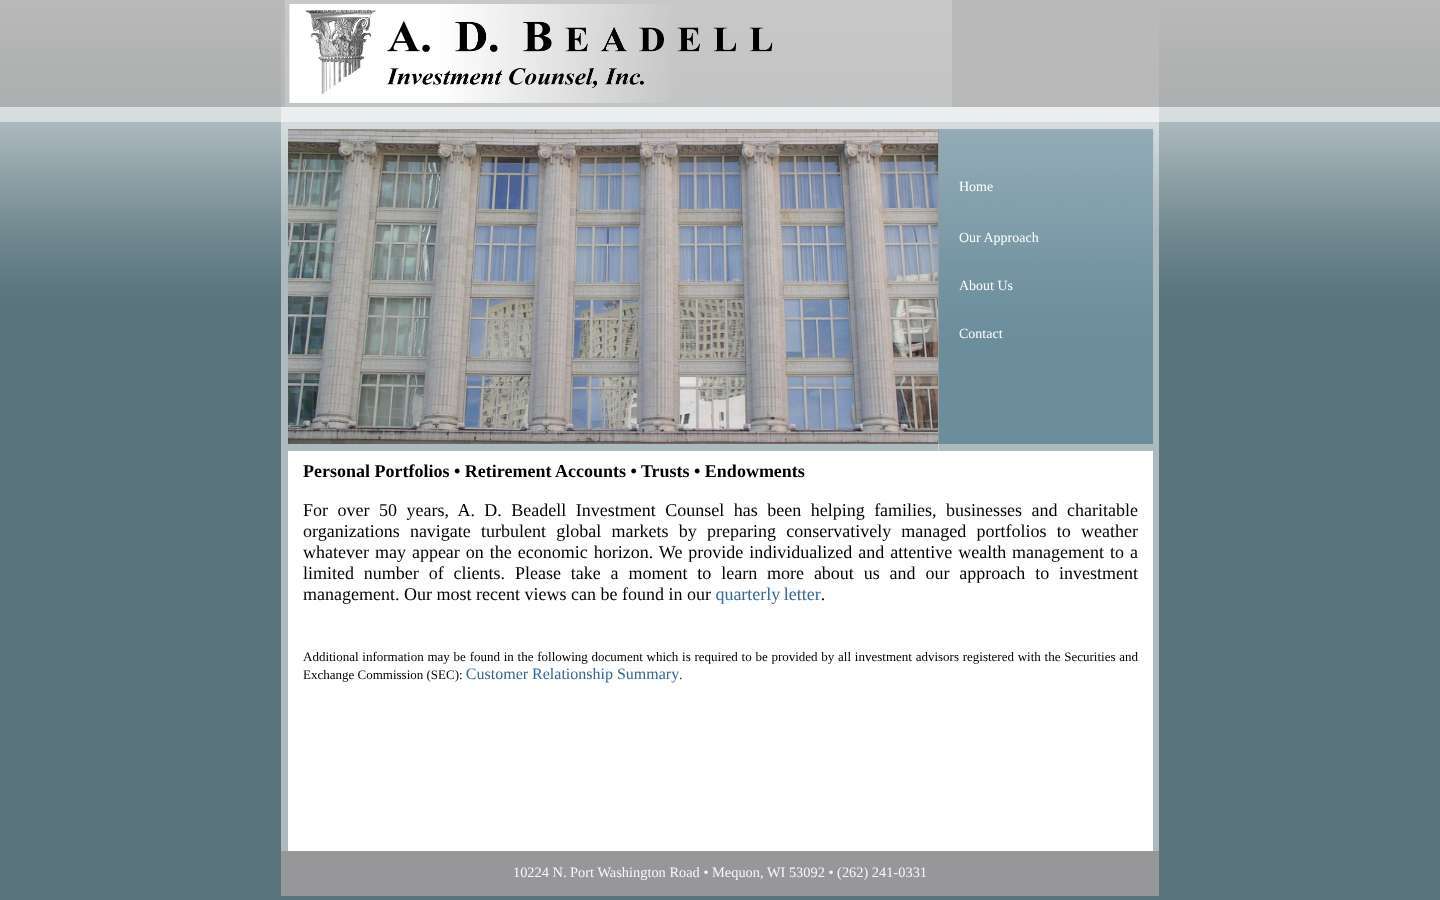 A. D. BEADELL
Investment Counsel, Inc.
Home
Our Approach
About Us
Contact
Personal Portfolios • Retirement Accounts • Trusts • Endowments
For over 50 years, A. D. Beadell Investment Counsel has been helping families, businesses and charitable
organizations navigate turbulent global markets by preparing conservatively managed portfolios to weather
whatever may appear on the economic horizon. We provide individualized and attentive wealth management to a
limited number of clients. Please take a moment to learn more about us and our approach to investment
management. Our most recent views can be found in our quarterly letter.
Additional information may be found in the following document which is required to be provided by all investment advisors registered with the Securities and
Exchange Commission (SEC): Customer Relationship Summary.
10224 N. Port Washington Road • Mequon, WI 53092 • (262) 241-0331